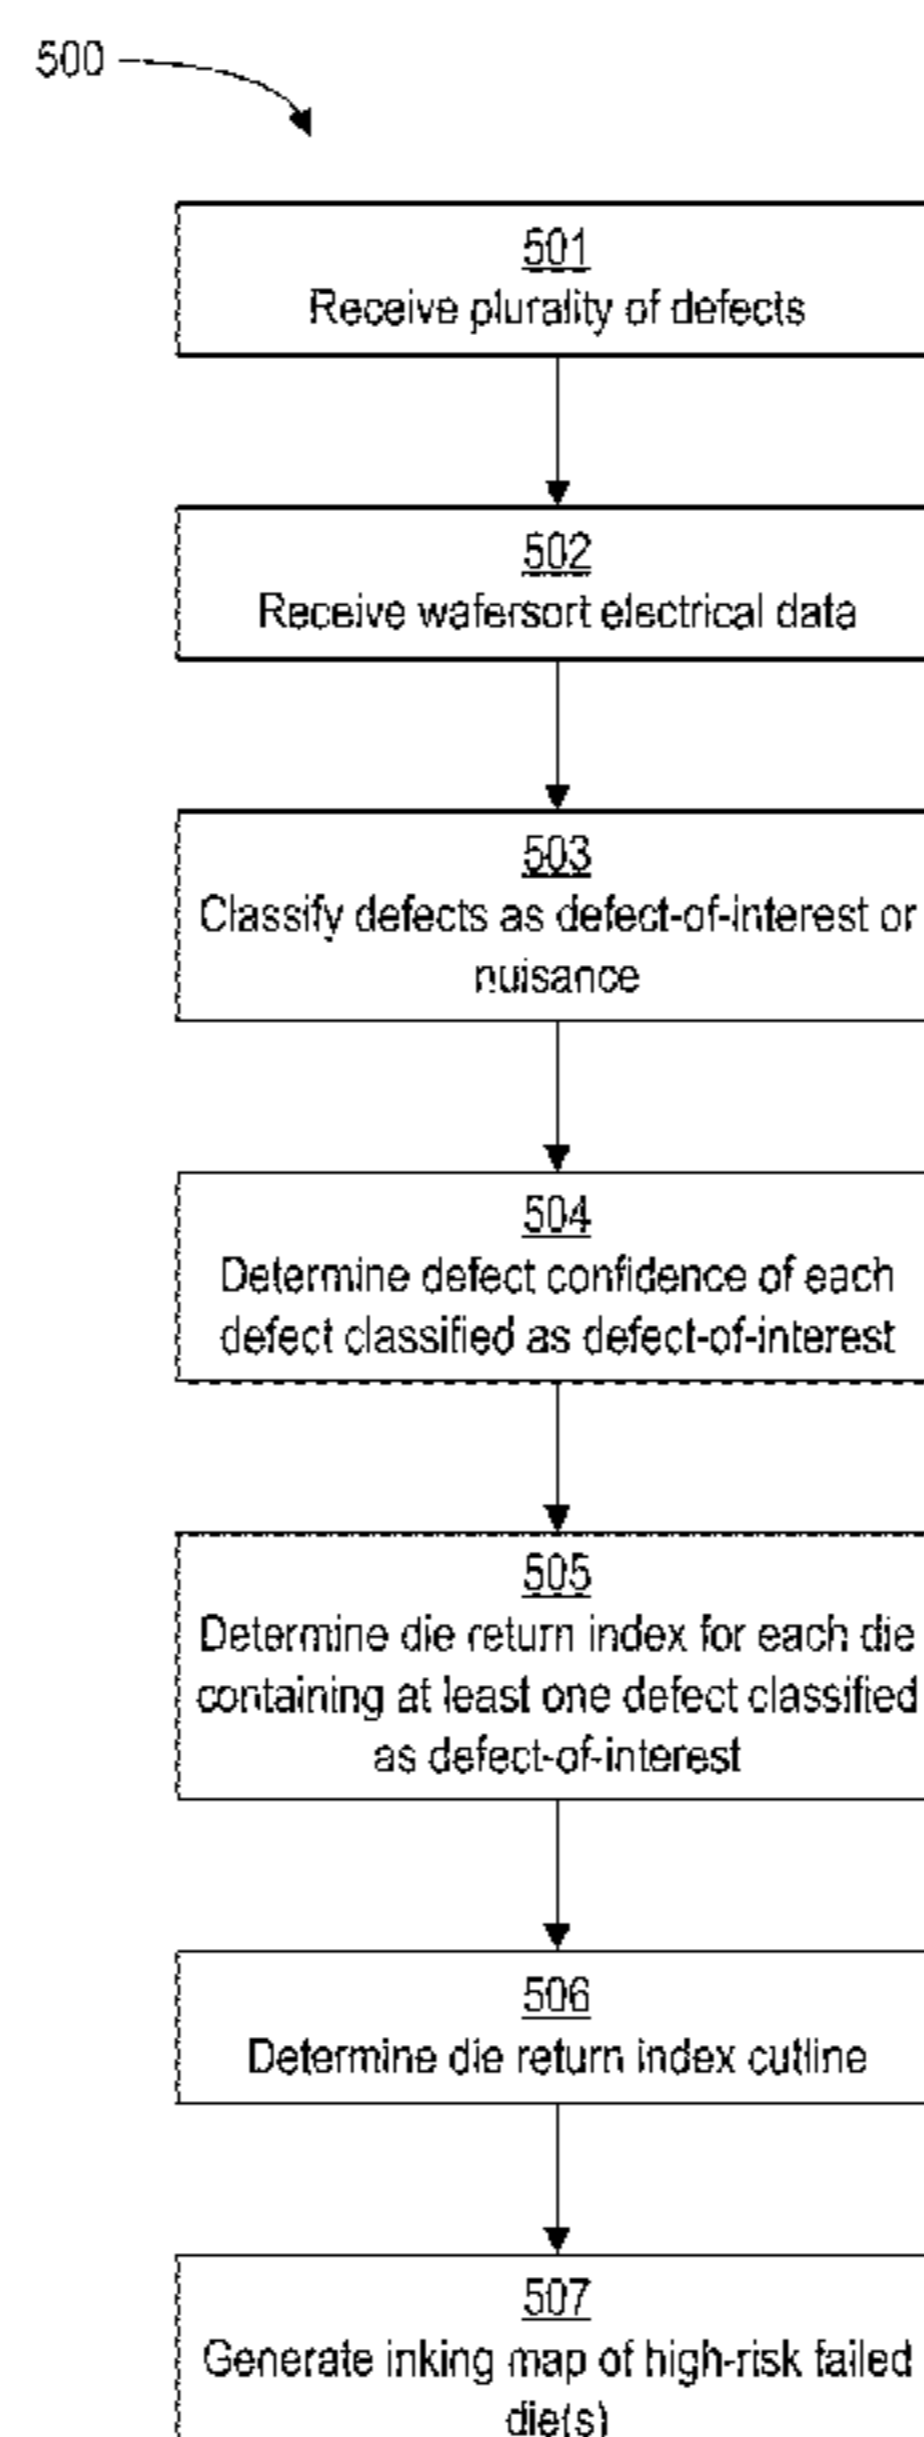 500
501
Receive plurality of defects
502
Receive wafersort electrical data
503
Classify defects as defect-of-interest or
nuisance
504
Determine defect confidence of each
defect classified as defect-of-interest
505
Determine die return index for each die
containing at least one defect classified
as defect-of-interest
506
Determine die return index cutline
507
Generate inking map of high-risk failed
die(s)